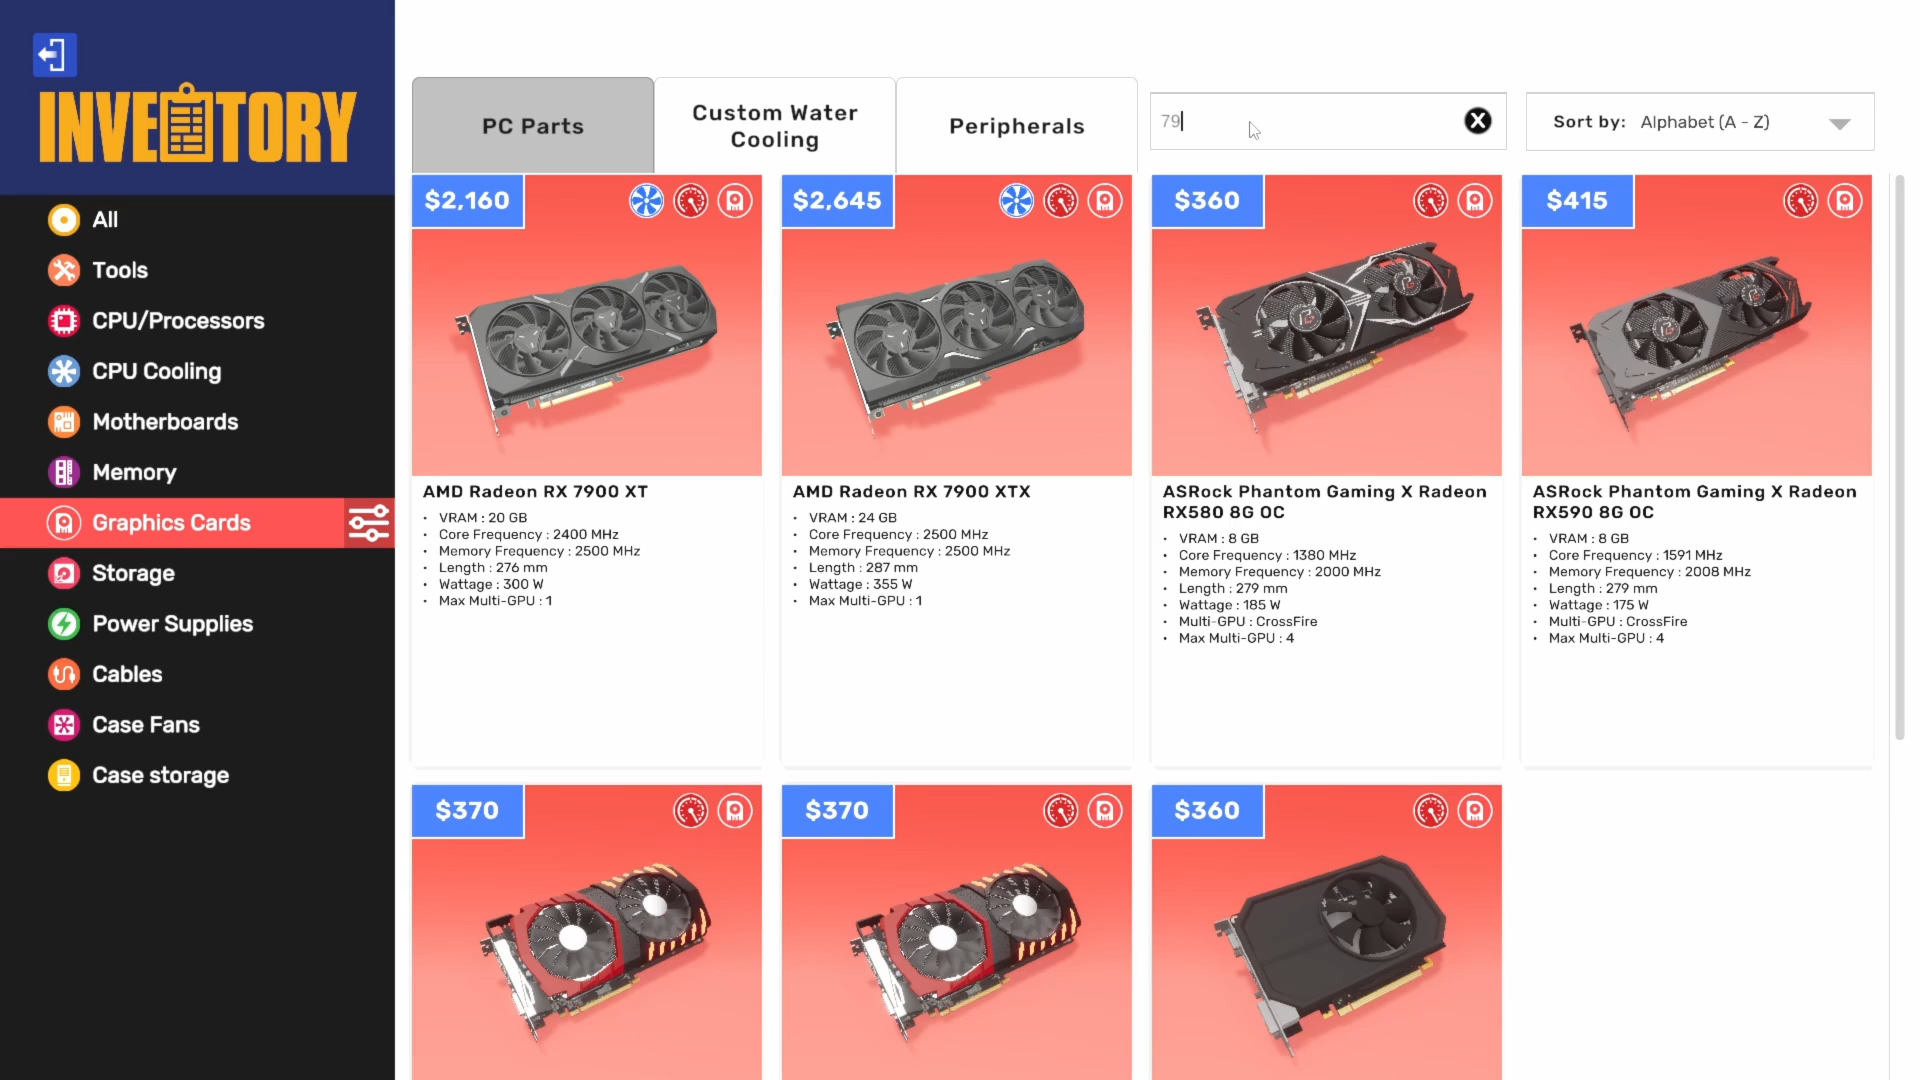 INVENTORY
All
Tools
CPU/Processors
CPU Cooling
Motherboards
Memory
Graphics Cards
Storage
Power Supplies
Cables
Case Fans
Case storage
PC Parts
Custom Water
Cooling
Peripherals
79
X
Sort by: Alphabet (A - Z)
$2,160
AMD Radeon RX 7900 XT
• VRAM : 20 GB
• Core Frequency : 2400 MHz
• Memory Frequency : 2500 MHz
• Length : 276 mm
• Wattage : 300 W
• Max Multi-GPU : 1
$2,645
AMD Radeon RX 7900 XTX
• VRAM : 24 GB
• Core Frequency : 2500 MHz
• Memory Frequency : 2500 MHz
• Length : 287 mm
• Wattage : 355 W
• Max Multi-GPU : 1
$360
ASRock Phantom Gaming X Radeon
RX580 8G OC
• VRAM : 8 GB
• Core Frequency : 1380 MHz
• Memory Frequency : 2000 MHz
• Length : 279 mm
• Wattage : 185 W
• Multi-GPU : CrossFire
• Max Multi-GPU : 4
$415
ASRock Phantom Gaming X Radeon
RX590 8G OC
• VRAM : 8 GB
• Core Frequency : 1591 MHz
• Memory Frequency : 2008 MHz
• Length : 279 mm
• Wattage : 175 W
• Multi-GPU : CrossFire
• Max Multi-GPU : 4
$370
$370
$360